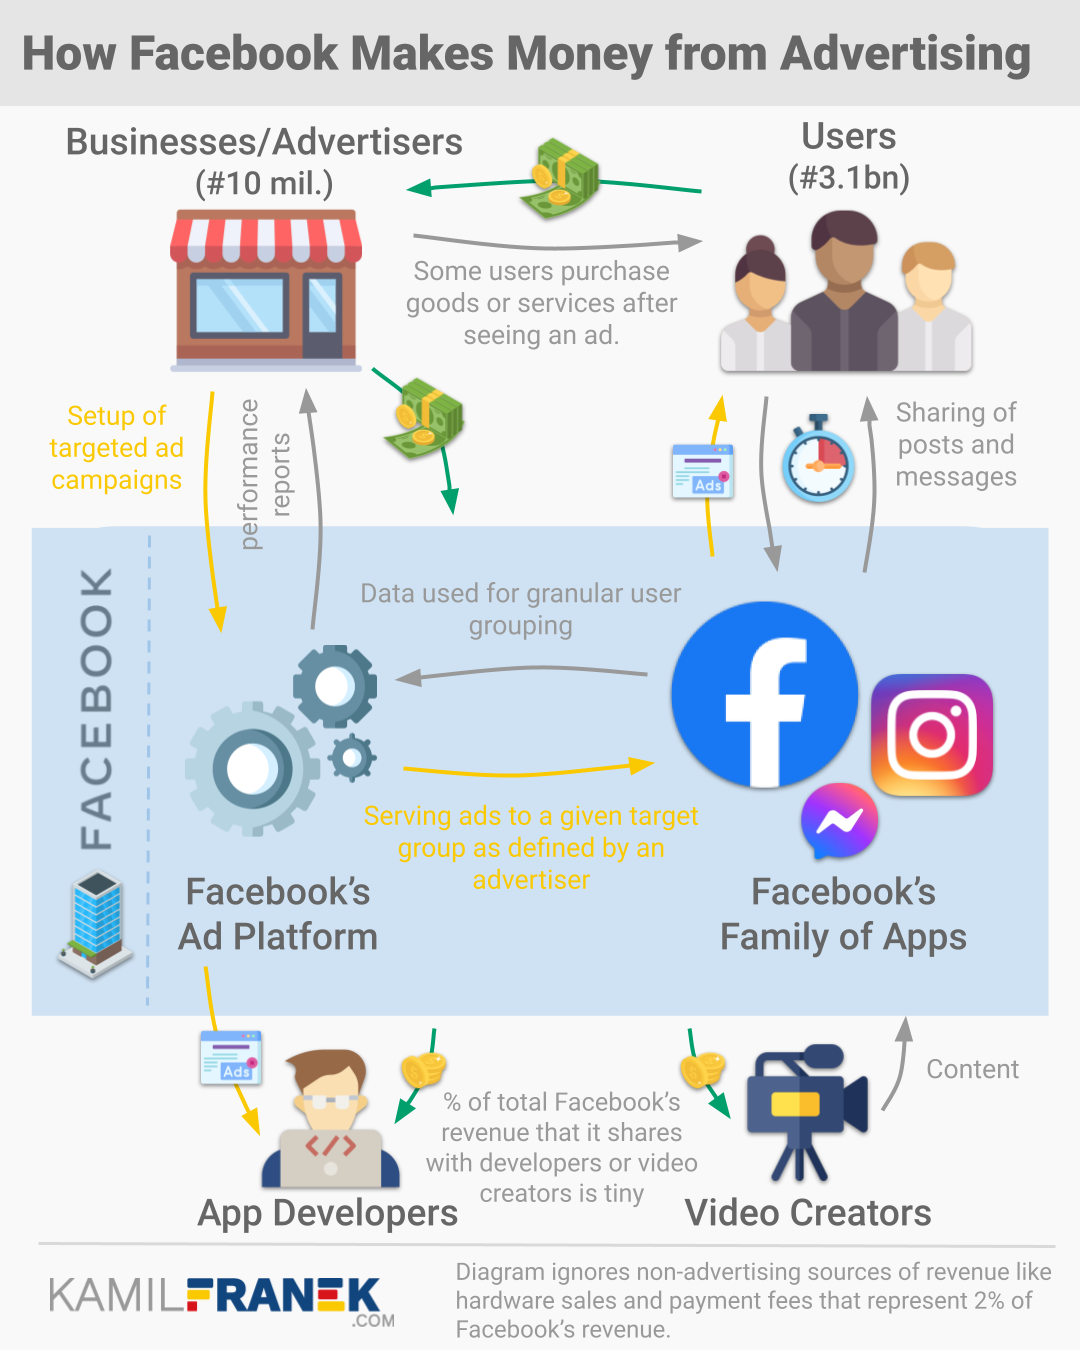 How Facebook Makes Money from Advertising
Businesses/Advertisers
(#10 mil.)
Users
(#3.1bn)
Some users purchase
goods or services after
seeing an ad.
Setup of
targeted ad
campaigns
performance
reports
Ads
Sharing of
posts and
messages
FACEBOOK
Data used for granular user
grouping
Serving ads to a given target
group as defined by an
advertiser
Facebook's
Ad Platform
Facebook's
Family of Apps
Ads
</>
% of total Facebook's
revenue that it shares
with developers or video
creators is tiny
Content
App Developers
Video Creators
KAMILFRANEK
.COM
Diagram ignores non-advertising sources of revenue like
hardware sales and payment fees that represent 2% of
Facebook's revenue.